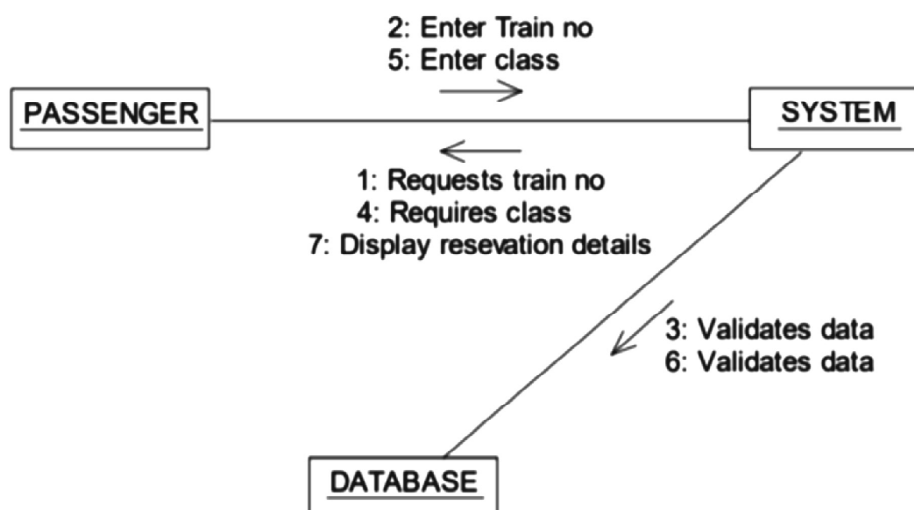 2: Enter Train no
5: Enter class
PASSENGER
SYSTEM
1: Requests train no
4: Requires class
7: Display resevation details
3: Validates data
6: Validates data
DATABASE